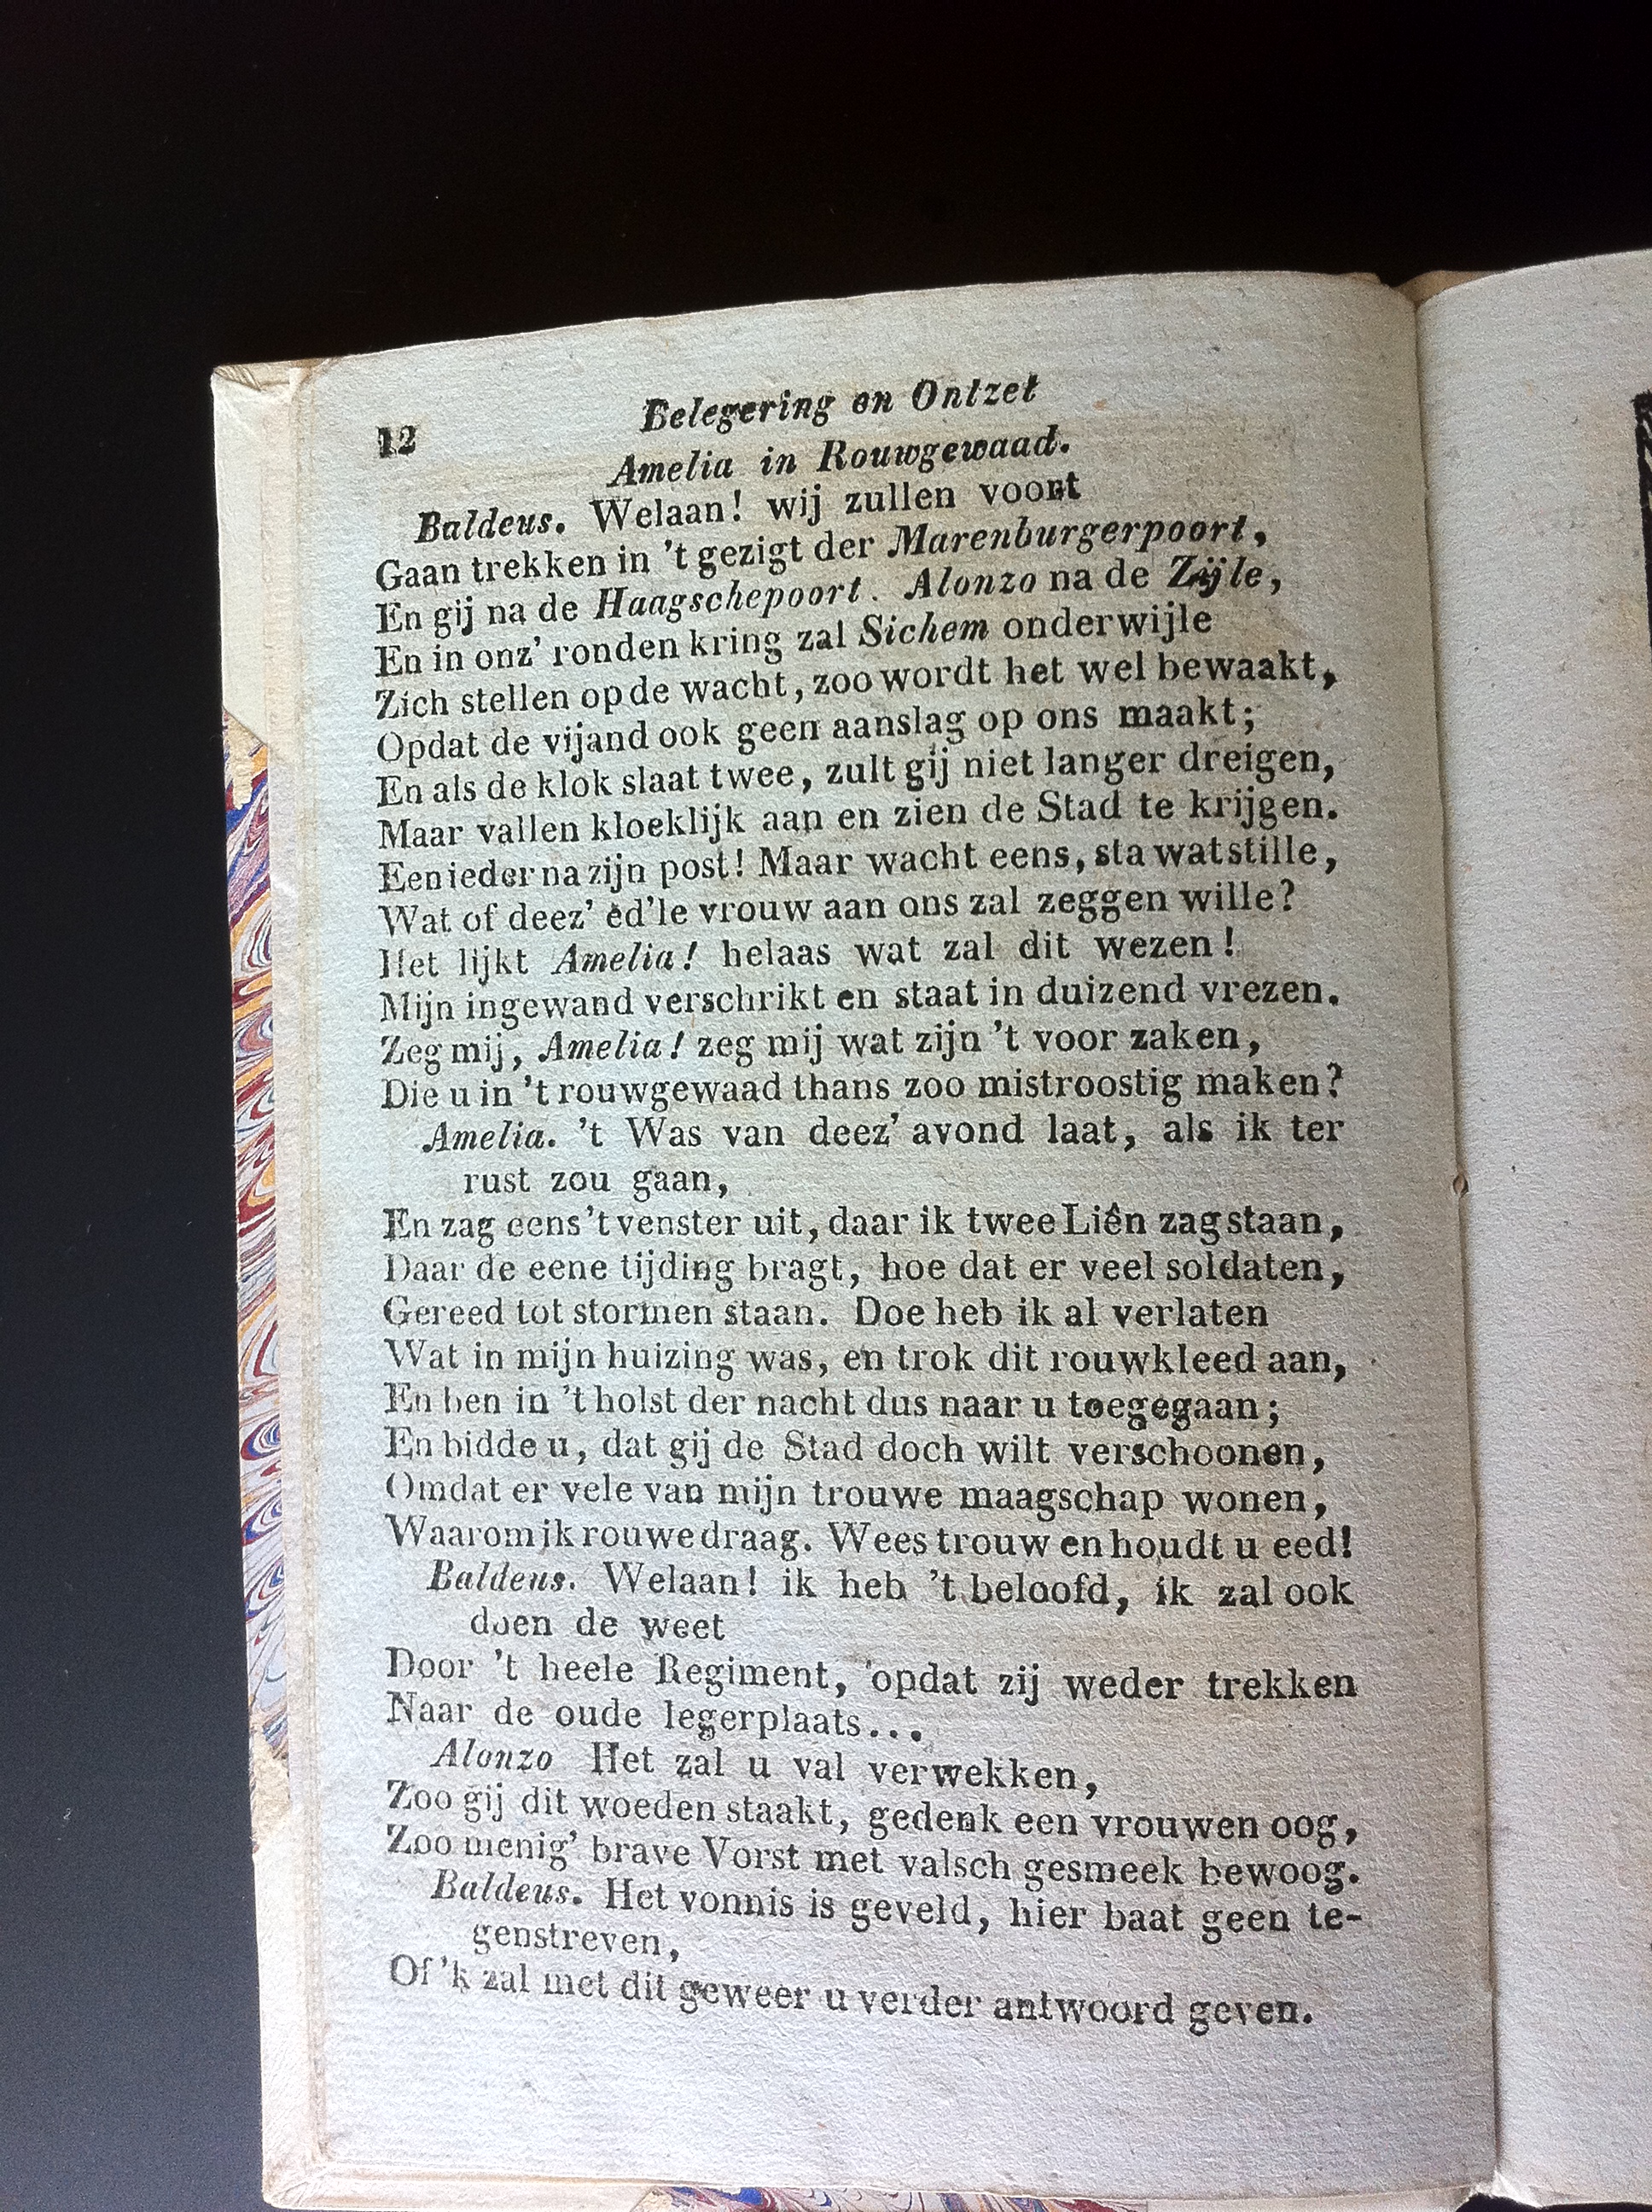 12 Belegering en Ontzet
Amelia in Rouwgewaad.
Baldeus. Welaan! wij zullen voort
Gaan trekken in 't gezigt der Marenburgerpoort,
En gij na de Haagschepoort. Alonzo na de Zijle,
En in onz' ronden kring zal Sichem onderwijle
Zich stellen op de wacht, zoo wordt het wel bewaakt,
Opdat de vijand ook geen aanslag op ons maakt;
En als de klok slaat twee, zult gij niet langer dreigen,
Maar vallen kloeklijk aan en zien de Stad te krijgen.
Een ieder na zijn post! Maar wacht eens, sta wat stille,
Wat of deez' ed'le vrouw aan ons zal zeggen wille?
Het lijkt Amelia! helaas wat zal dit wezen!
Mijn ingewand verschrikt en staat in duizend vrezen.
Zeg mij, Amelia! zeg mij wat zijn 't voor zaken,
Die u in 't rouwgewaad thans zoo mistroostig maken?
Amelia. 't Was van deez' avond laat, als ik ter
rust zou gaan,
En zag eens 't venster uit, daar ik twee Liên zag staan,
Daar de eene tijding bragt, hoe dat er veel soldaten,
Gereed tot stormen staan. Doe heb ik al verlaten
Wat in mijn huizing was, en trok dit rouwkleed aan,
En ben in 't holst der nacht dus naar u toegegaan;
En bidde u, dat gij de Stad doch wilt verschoonen,
Omdat er vele van mijn trouwe maagschap wonen,
Waarom ik rouwe draag. Wees trouw en houdt u eed!
Baldeus. Welaan! ik heb 't beloofd, ik zal ook
doen de weet
Door 't heele Regiment, opdat zij weder trekken
Naar de oude legerplaats...
Alonzo Het zal u val verwekken,
Zoo gij dit woeden staakt, gedenk een vrouwen oog,
Zoo menig' brave Vorst met valsch gesmeek bewoog.
Baldeus. Het vonnis is geveld, hier baat geen te-
genstreven,
Of 'k zal met dit geweer u verder antwoord geven.